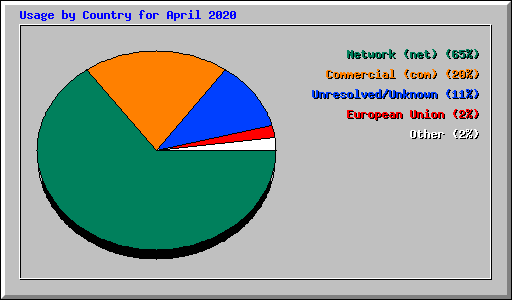 Usage by Country for April 2020
Network (net) (65%)
Commercial (com) (20%)
Unresolved/Unknown (11%)
European Union (2%)
Other (2%)